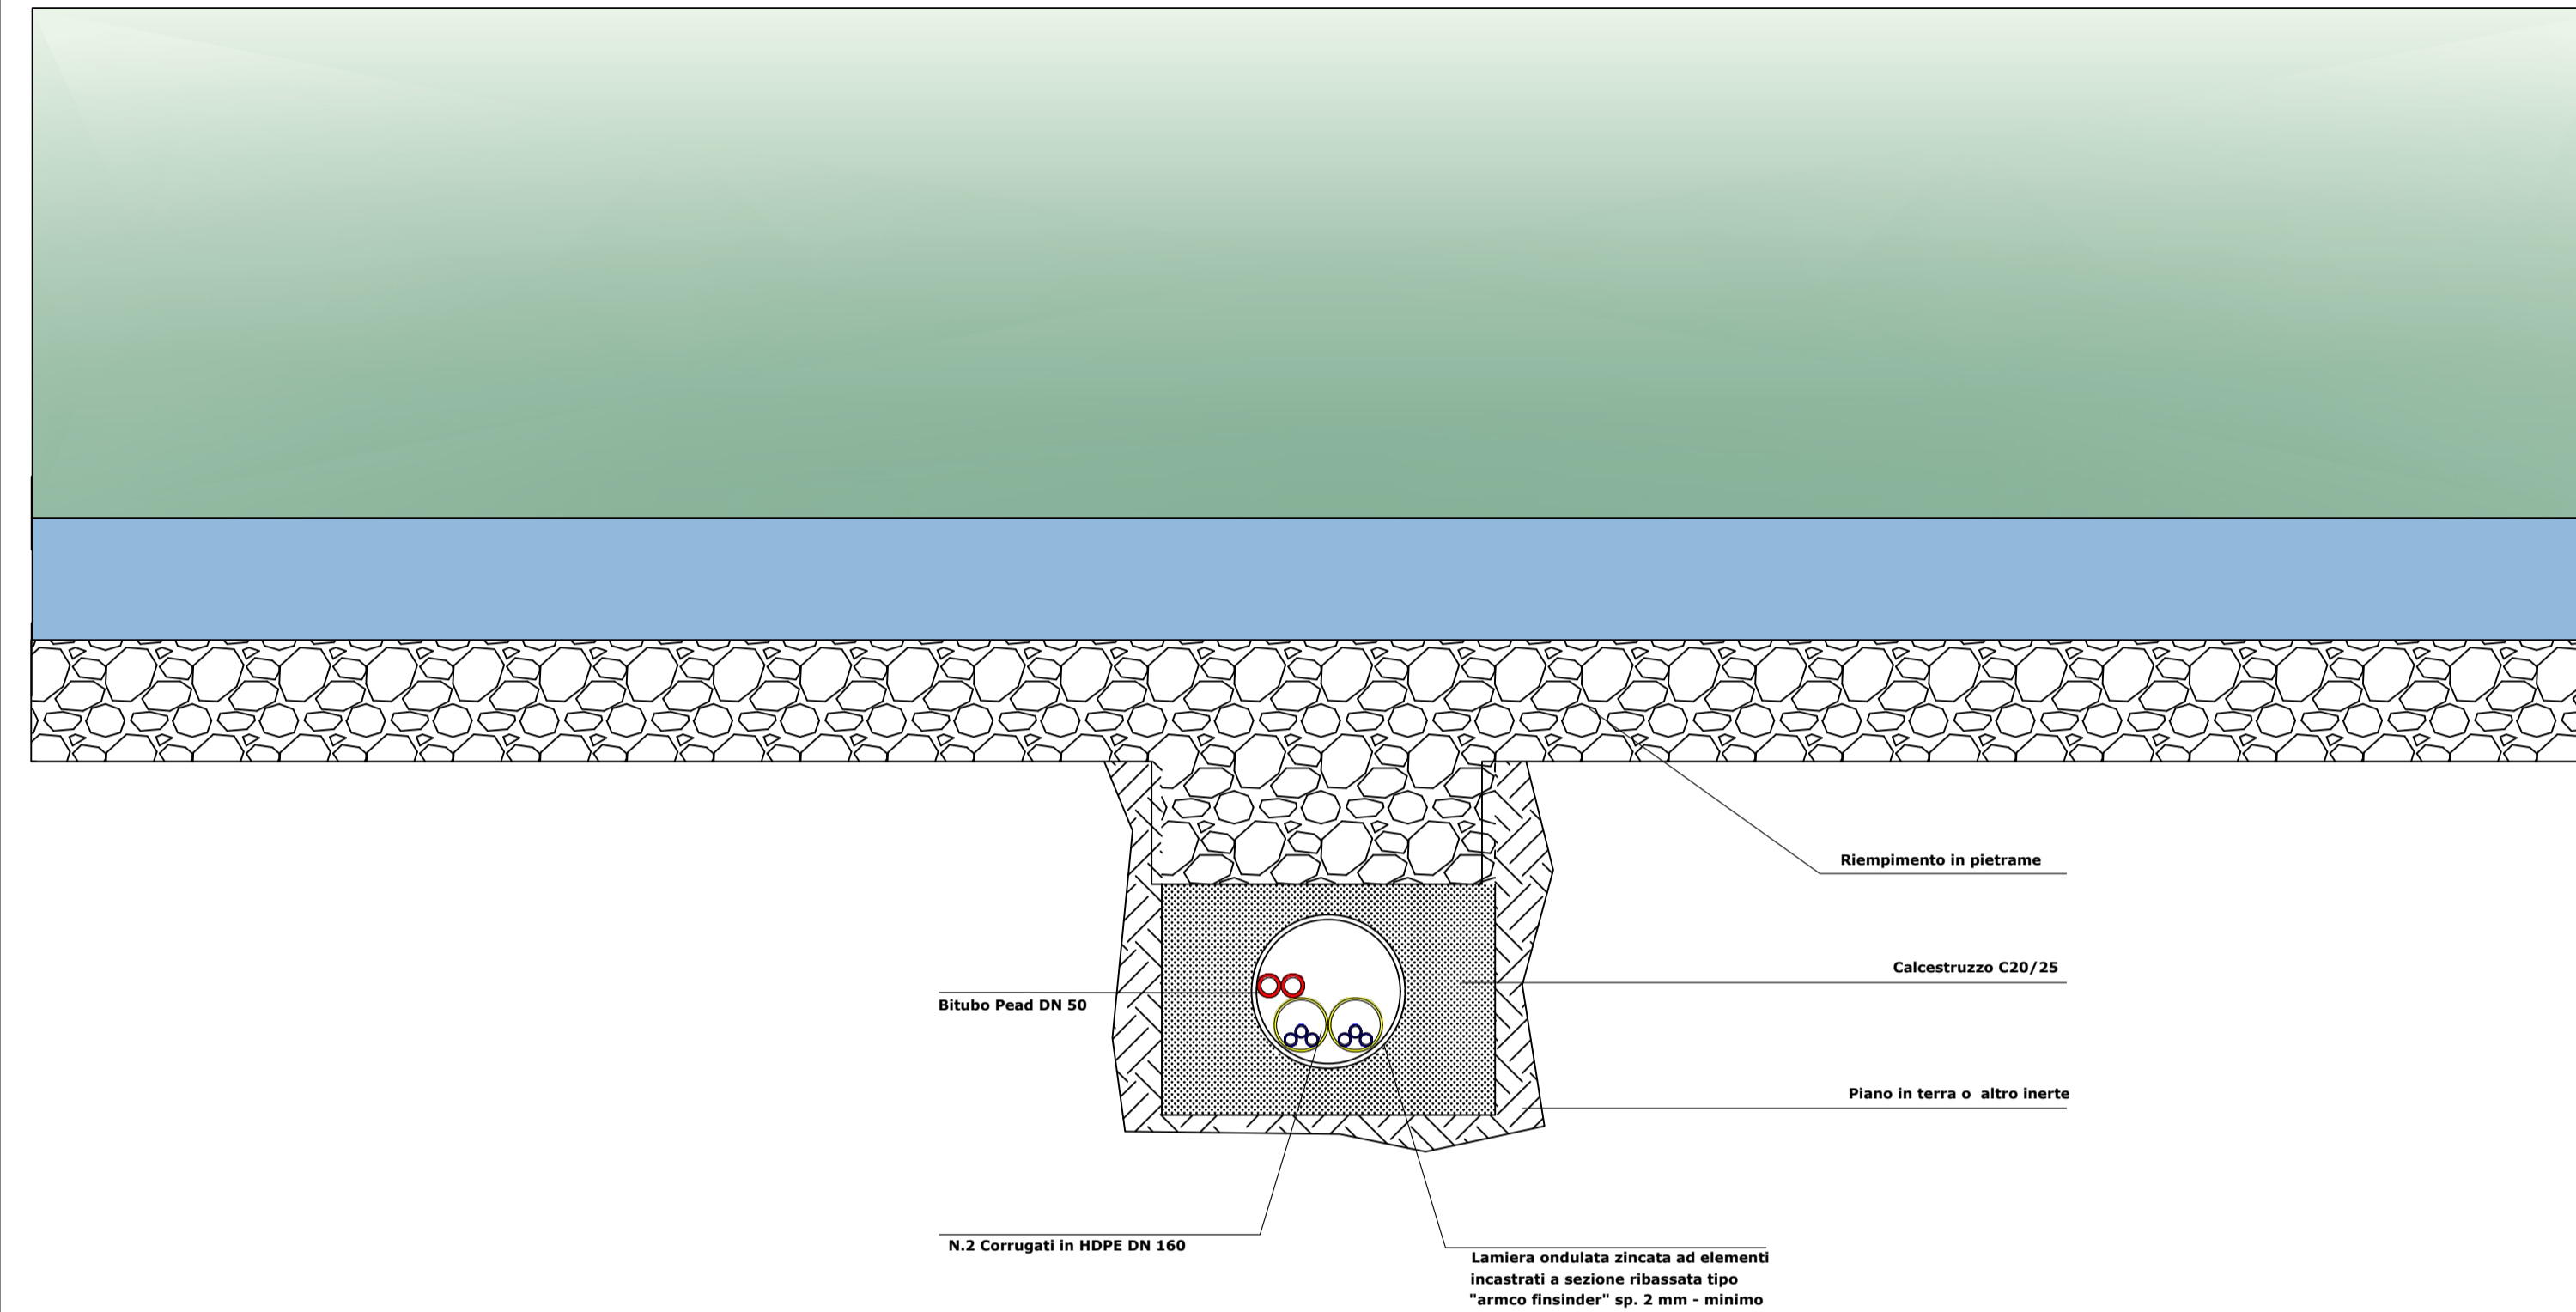 Riempimento in pietrame
Calcestruzzo C20/25
Bitubo Pead DN 50
Piano in terra o altro inerte
N.2 Corrugati in HDPE DN 160
Lamiera ondulata zincata ad elementi
incastrati a sezione ribassata tipo
"armco finsinder" sp. 2 mm - minimo